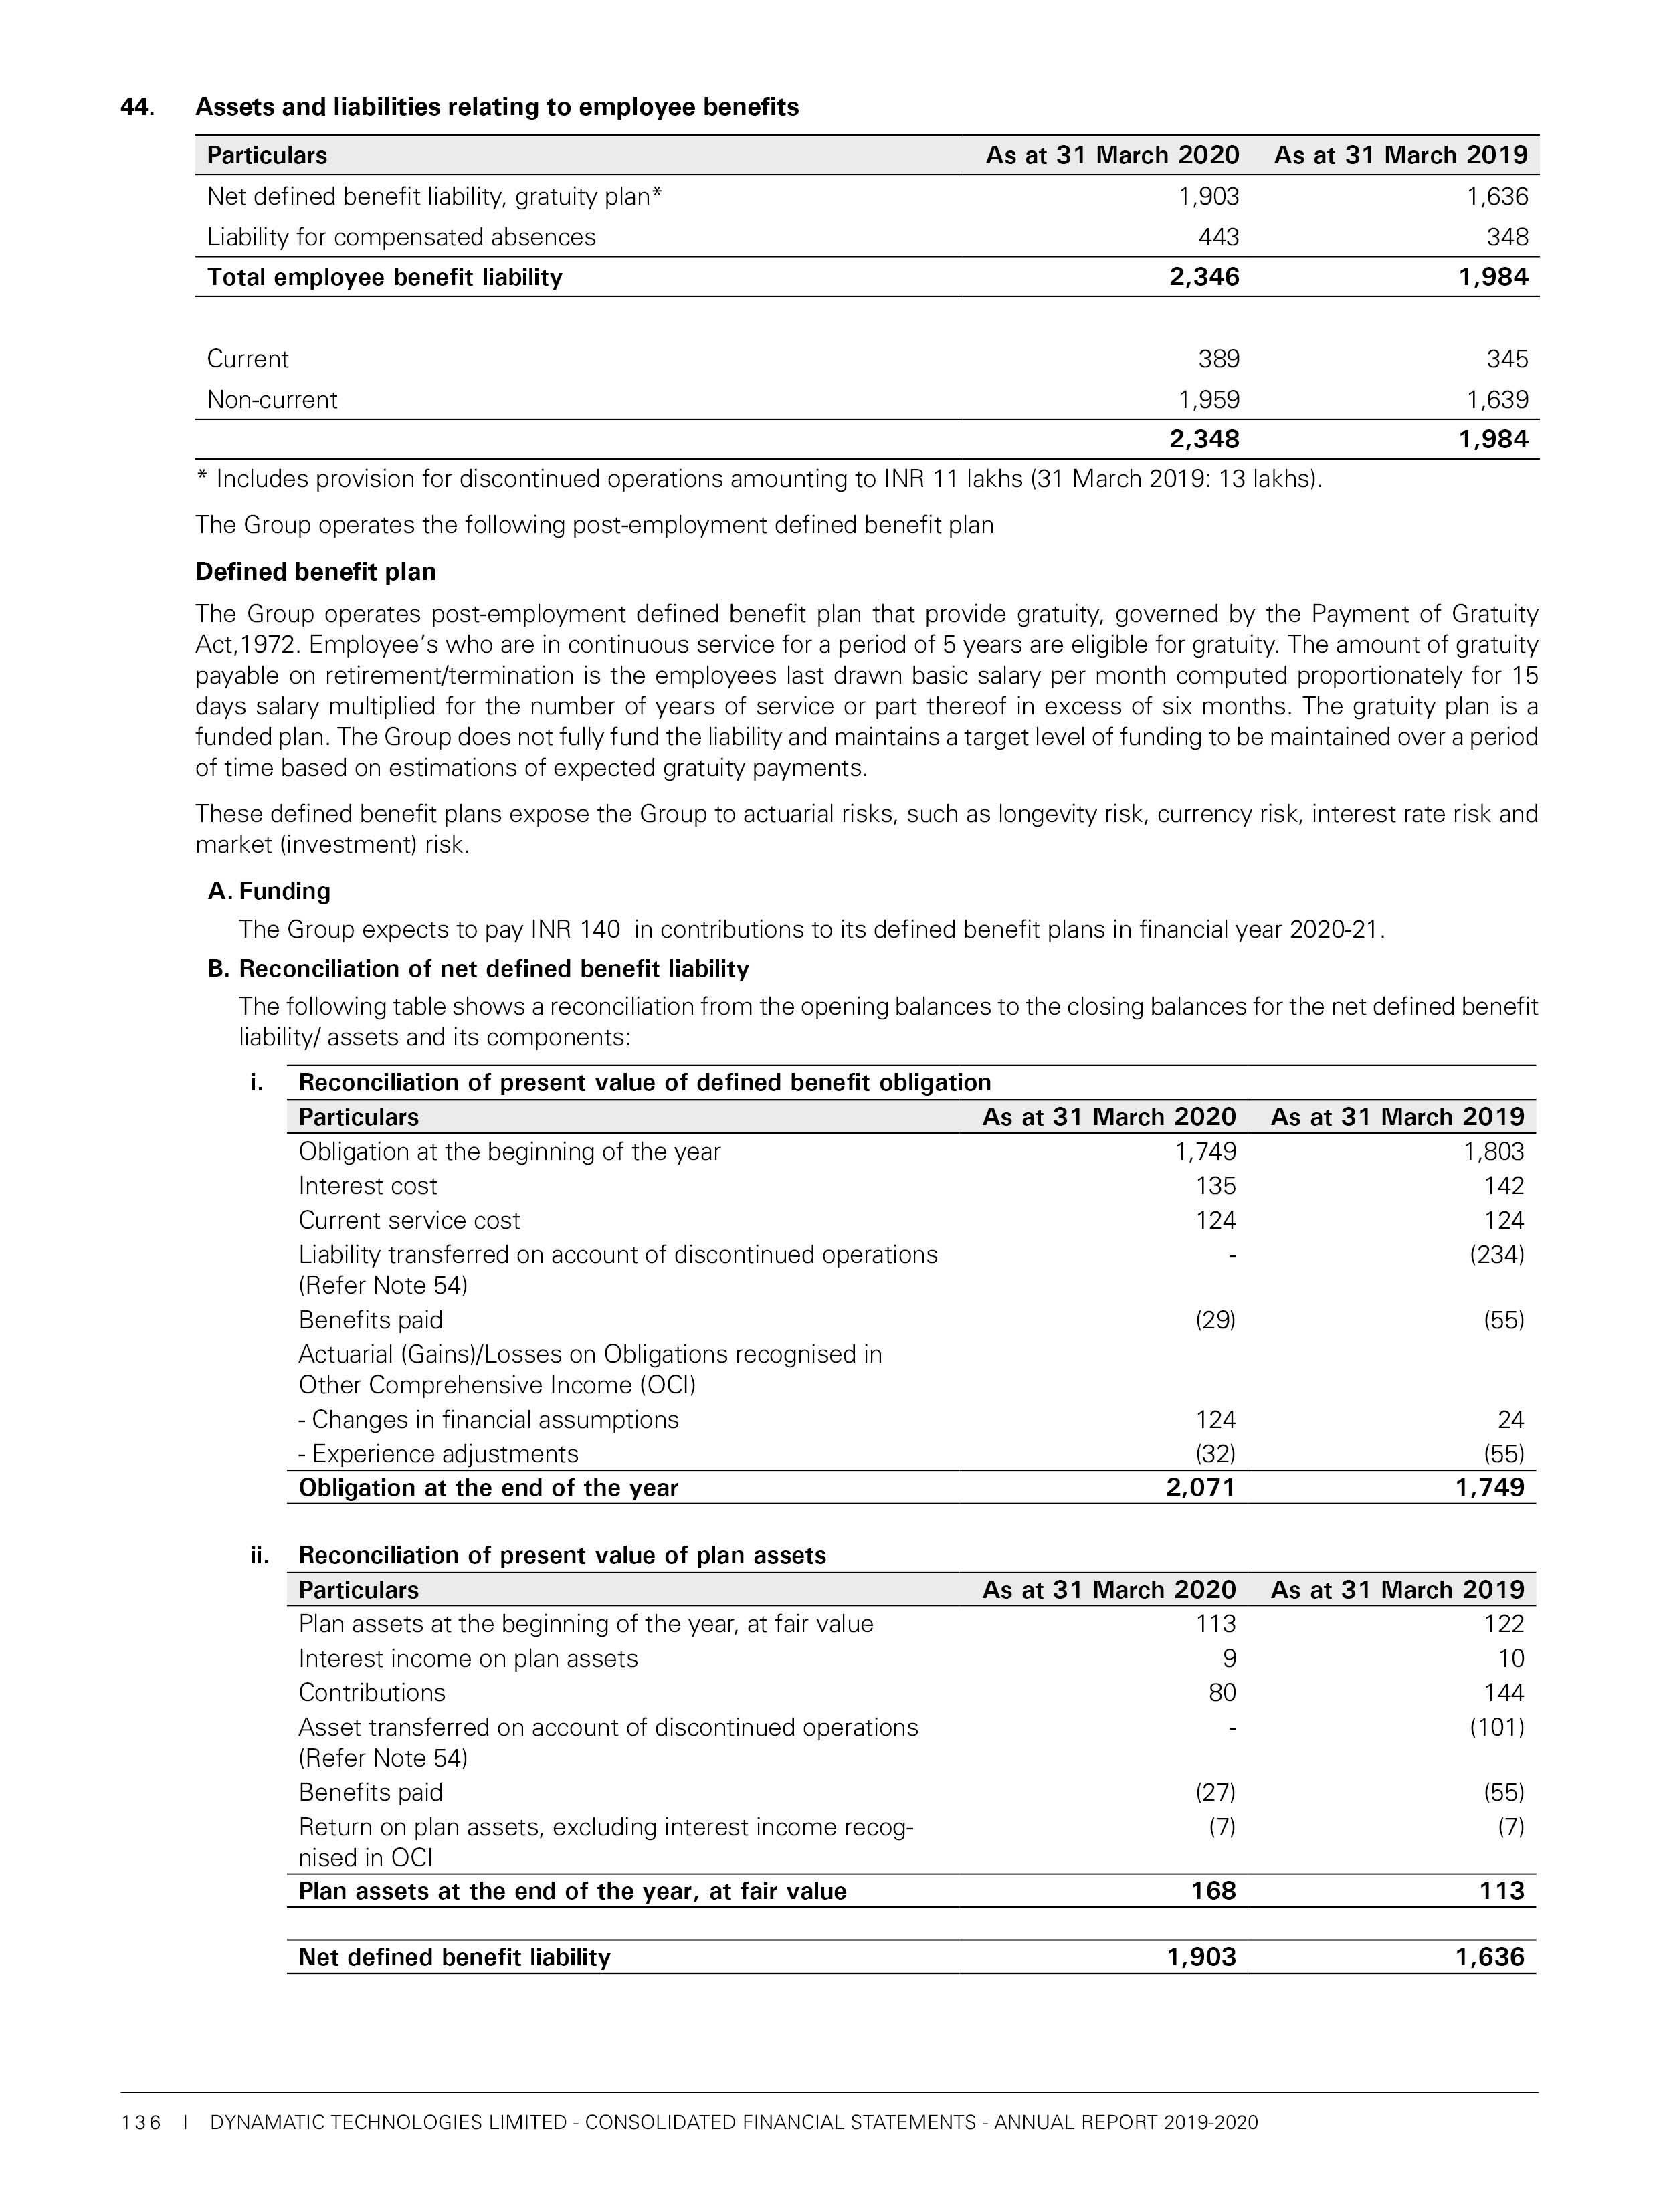 44. Assets and liabilities relating to employee benefits
Particulars As at 31 March 2020 As at 31 March 2019
Net defined benefit liability, gratuity plan* 1,903 1,636
Liability for compensated absences 443 348
Total employee benefit liability 2,346 1,984
Current 389 345
Non-current 1,959 1,639
2,348 1,984
* Includes provision for discontinued operations amounting to INR 11 lakhs (31 March 2019: 13 lakhs).
The Group operates the following post-employment defined benefit plan
Defined benefit plan
The Group operates post-employment defined benefit plan that provide gratuity, governed by the Payment of Gratuity
Act,1972. Employee's who are in continuous service for a period of 5 years are eligible for gratuity. The amount of gratuity
payable on retirement/termination is the employees last drawn basic salary per month computed proportionately for 15
days salary multiplied for the number of years of service or part thereof in excess of six months. The gratuity plan is a
funded plan. The Group does not fully fund the liability and maintains a target level of funding to be maintained over a period
of time based on estimations of expected gratuity payments.
These defined benefit plans expose the Group to actuarial risks, such as longevity risk, currency risk, interest rate risk and
market (investment) risk.
A. Funding
The Group expects to pay INR 140 in contributions to its defined benefit plans in financial year 2020-21.
B. Reconciliation of net defined benefit liability
The following table shows a reconciliation from the opening balances to the closing balances for the net defined benefit
liability/ assets and its components:
i. Reconciliation of present value of defined benefit obligation
Particulars As at 31 March 2020 As at 31 March 2019
Obligation at the beginning of the year 1,749 1,803
Interest cost 135 142
Current service cost 124 124
Liability transferred on account of discontinued operations - (234)
(Refer Note 54)
Benefits paid (29) (55)
Actuarial (Gains)/Losses on Obligations recognised in
Other Comprehensive Income (OCI)
- Changes in financial assumptions 124 24
- Experience adjustments (32) (55)
Obligation at the end of the year 2,071 1,749
ii. Reconciliation of present value of plan assets
Particulars As at 31 March 2020 As at 31 March 2019
Plan assets at the beginning of the year, at fair value 113 122
Interest income on plan assets 9 10
Contributions 80 144
Asset transferred on account of discontinued operations - (101)
(Refer Note 54)
Benefits paid (27) (55)
Return on plan assets, excluding interest income recog- (7) (7)
nised in OCI
Plan assets at the end of the year, at fair value 168 113
Net defined benefit liability 1,903 1,636
136 I DYNAMATIC TECHNOLOGIES LIMITED - CONSOLIDATED FINANCIAL STATEMENTS - ANNUAL REPORT 2019-2020